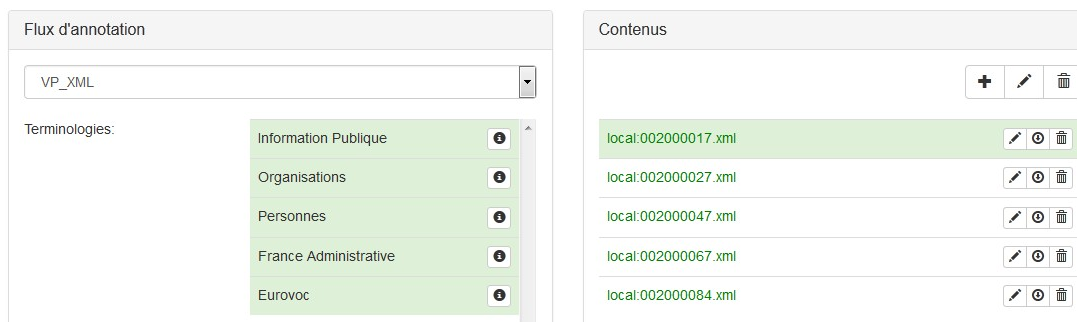 Flux d'annotation
VP_XML
Terminologies:
Information Publique
Organisations
Personnes
France Administrative
Eurovoc
Contenus
local:002000017.xml
local:002000027.xml
local:002000047.xml
local:002000067.xml
local:002000084.xml